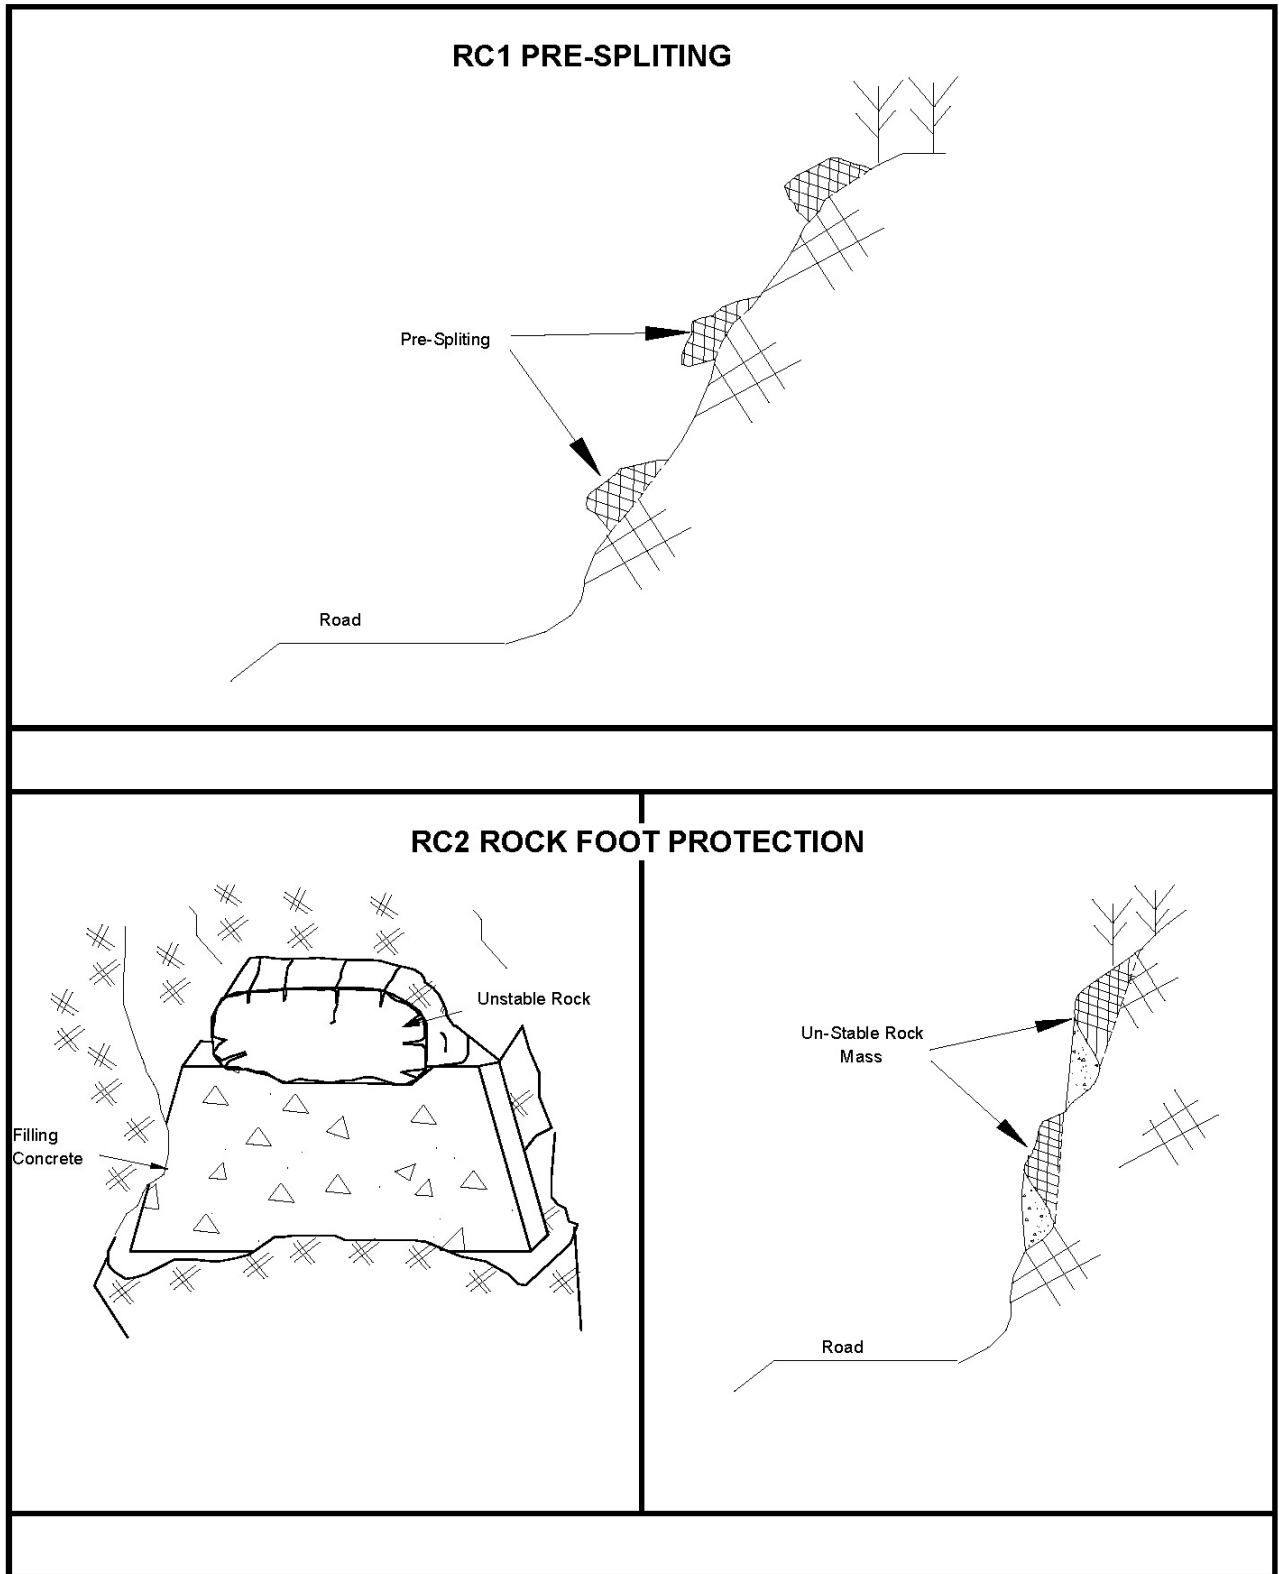 RC1 PRE-SPLITING
Pre-Spliting
Road
RC2 ROCK FOOT PROTECTION
Unstable Rock
Filling
Concrete
Un-Stable Rock
Mass
Road